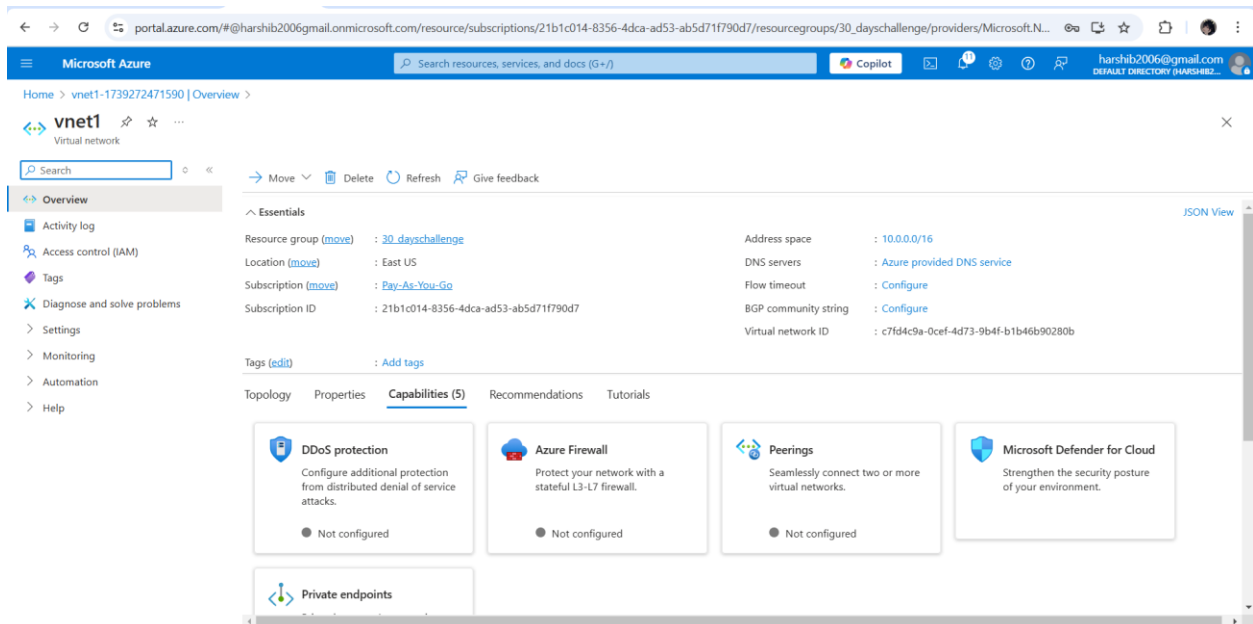 portal.azure.com/#@harshib2006gmail.onmicrosoft.com/resource/subscriptions/21b1c014-8356-4dca-ad53-ab5d71f790d7/resourcegroups/30_dayschallenge/providers/Microsoft.N...
Microsoft Azure
Search resources, services, and docs (G+/)
Copilot
11
harshib2006@gmail.com
DEFAULT DIRECTORY (HARSHIB2...
Home > vnet1-1739272471590 | Overview >
vnet1
Virtual network
Search
Move
Delete
Refresh
Give feedback
Overview
Activity log
Access control (IAM)
Tags
Diagnose and solve problems
Settings
Monitoring
Automation
Help
Essentials
JSON View
Resource group (move) : 30_dayschallenge
Location (move) : East US
Subscription (move) : Pay-As-You-Go
Subscription ID : 21b1c014-8356-4dca-ad53-ab5d71f790d7
Address space : 10.0.0.0/16
DNS servers : Azure provided DNS service
Flow timeout : Configure
BGP community string : Configure
Virtual network ID : c7fd4c9a-0cef-4d73-9b4f-b1b46b90280b
Tags (edit) : Add tags
Topology
Properties
Capabilities (5)
Recommendations
Tutorials
DDoS protection
Configure additional protection
from distributed denial of service
attacks.
Not configured
Azure Firewall
Protect your network with a
stateful L3-L7 firewall.
Not configured
Peerings
Seamlessly connect two or more
virtual networks.
Not configured
Microsoft Defender for Cloud
Strengthen the security posture
of your environment.
Private endpoints